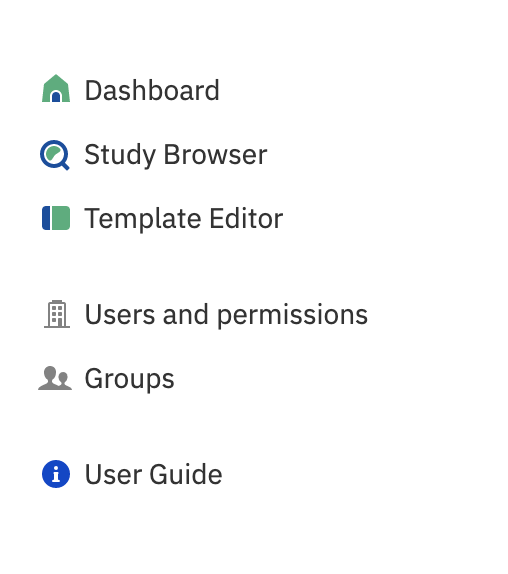 Dashboard
Study Browser
Template Editor
Users and permissions
Groups
User Guide